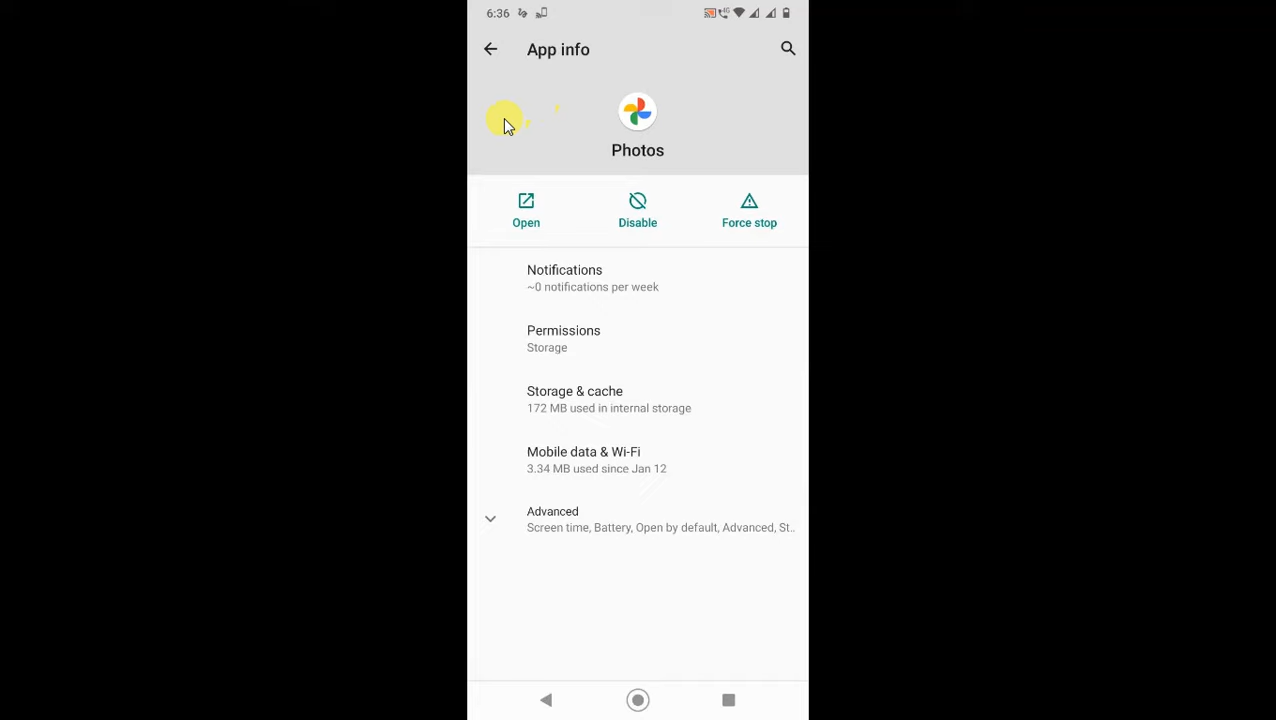 6:36
4G
App info
Photos
Open
Disable
Force stop
Notifications
~0 notifications per week
Permissions
Storage
Storage & cache
172 MB used in internal storage
Mobile data & Wi-Fi
3.34 MB used since Jan 12
Advanced
Screen time, Battery, Open by default, Advanced, St..